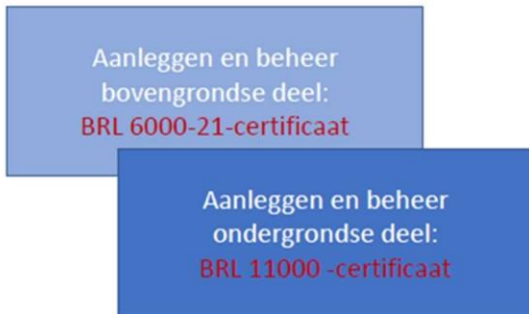 Aanleggen en beheer
bovengrondse deel:
BRL 6000-21-certificaat
Aanleggen en beheer
ondergrondse deel:
BRL 11000 -certificaat